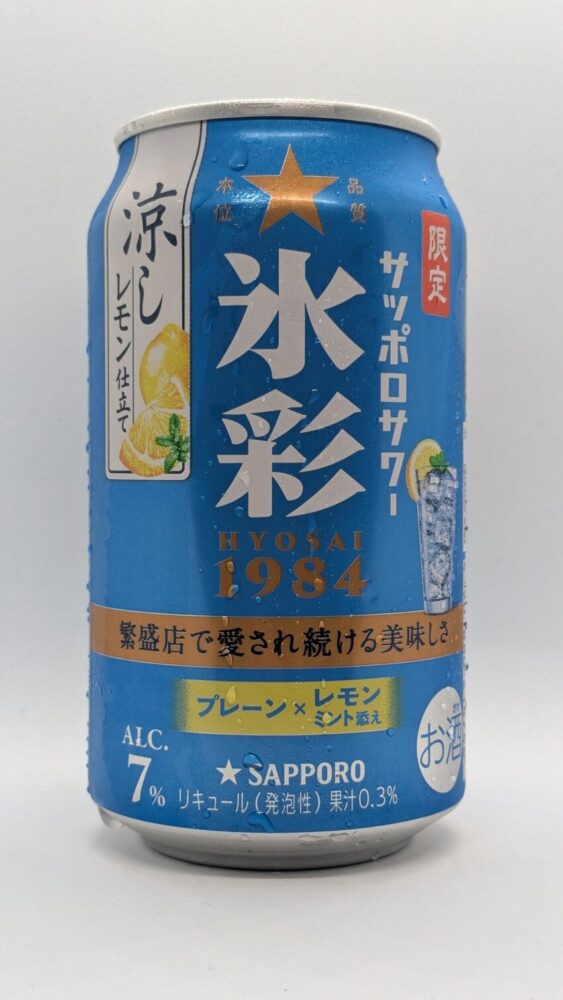 涼し
レモン仕立て
品質
本位
氷彩
サッポロサワー
限定
HYOSAI
1984
繁盛店で愛され続ける美味しさ
プレーン×レモン
ミント添え
ALC.
7%
★SAPPORO
リキュール(発泡性)果汁0.3%
お酒